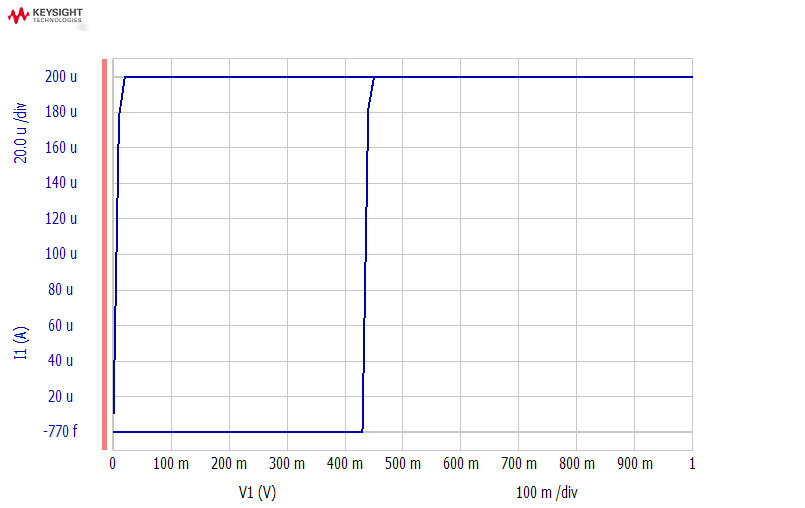 KEYSIGHT
TECHNOLOGIES
200 u
180 u
160 u
140 u
120 u
100 u
80 u
60 u
40 u
20 u
-770 f
20.0 u /div
I1 (A)
0 100 m 200 m 300 m 400 m 500 m 600 m 700 m 800 m 900 m 1
V1 (V) 100 m /div